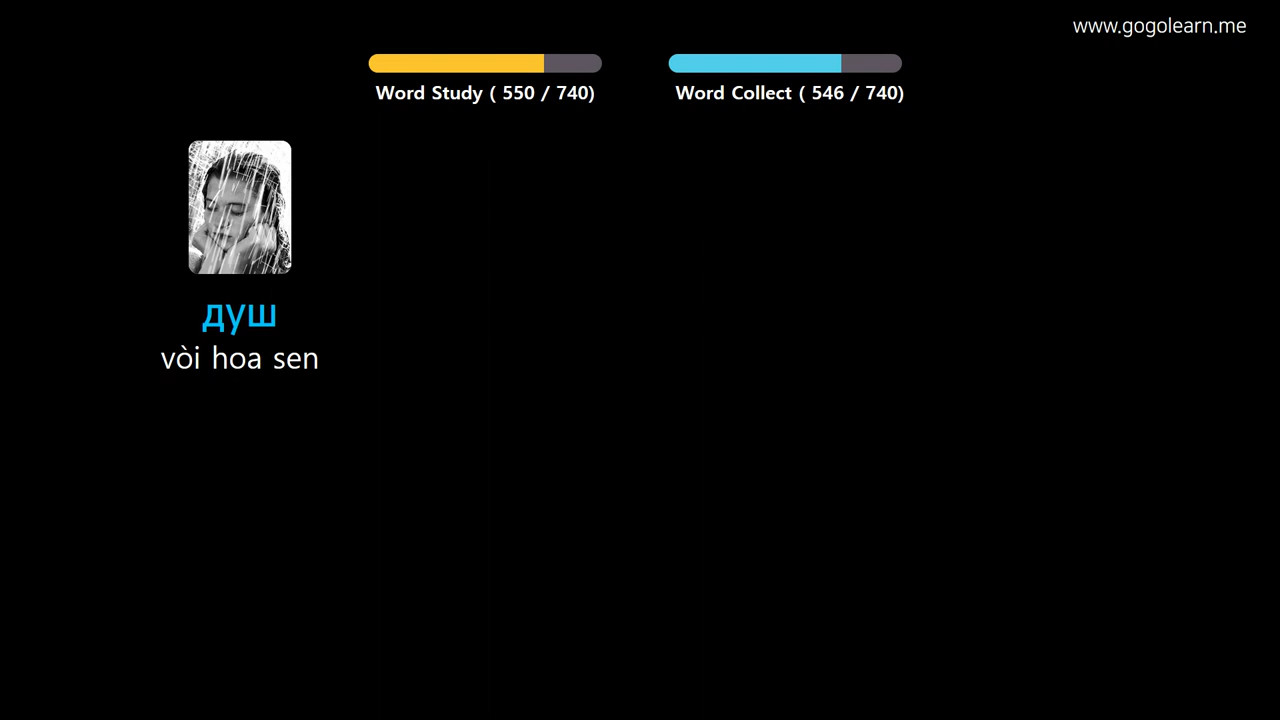 www.gogolearn.me
Word Study ( 550 / 740)
Word Collect ( 546 / 740)
душ
vòi hoa sen